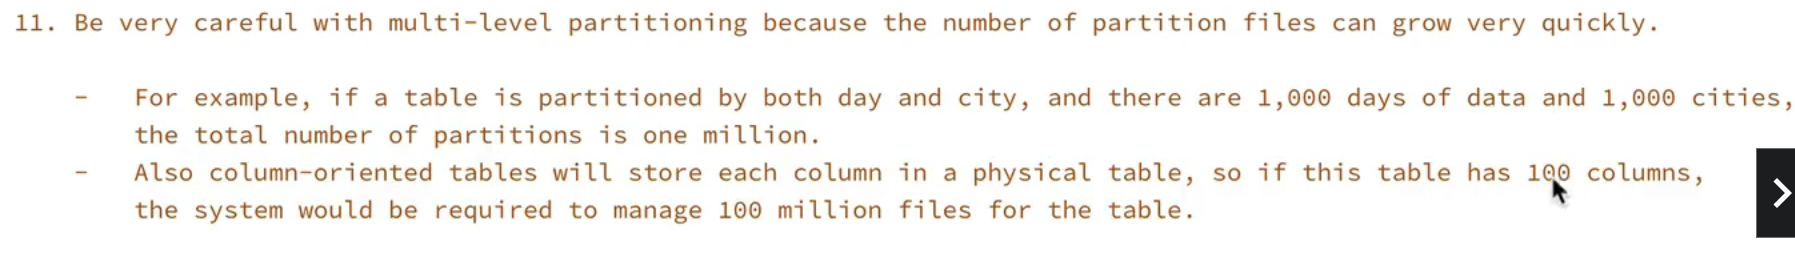 11. Be very careful with multi-level partitioning because the number of partition files can grow very quickly.
- For example, if a table is partitioned by both day and city, and there are 1,000 days of data and 1,000 cities,
the total number of partitions is one million.
- Also column-oriented tables will store each column in a physical table, so if this table has 100 columns,
the system would be required to manage 100 million files for the table.